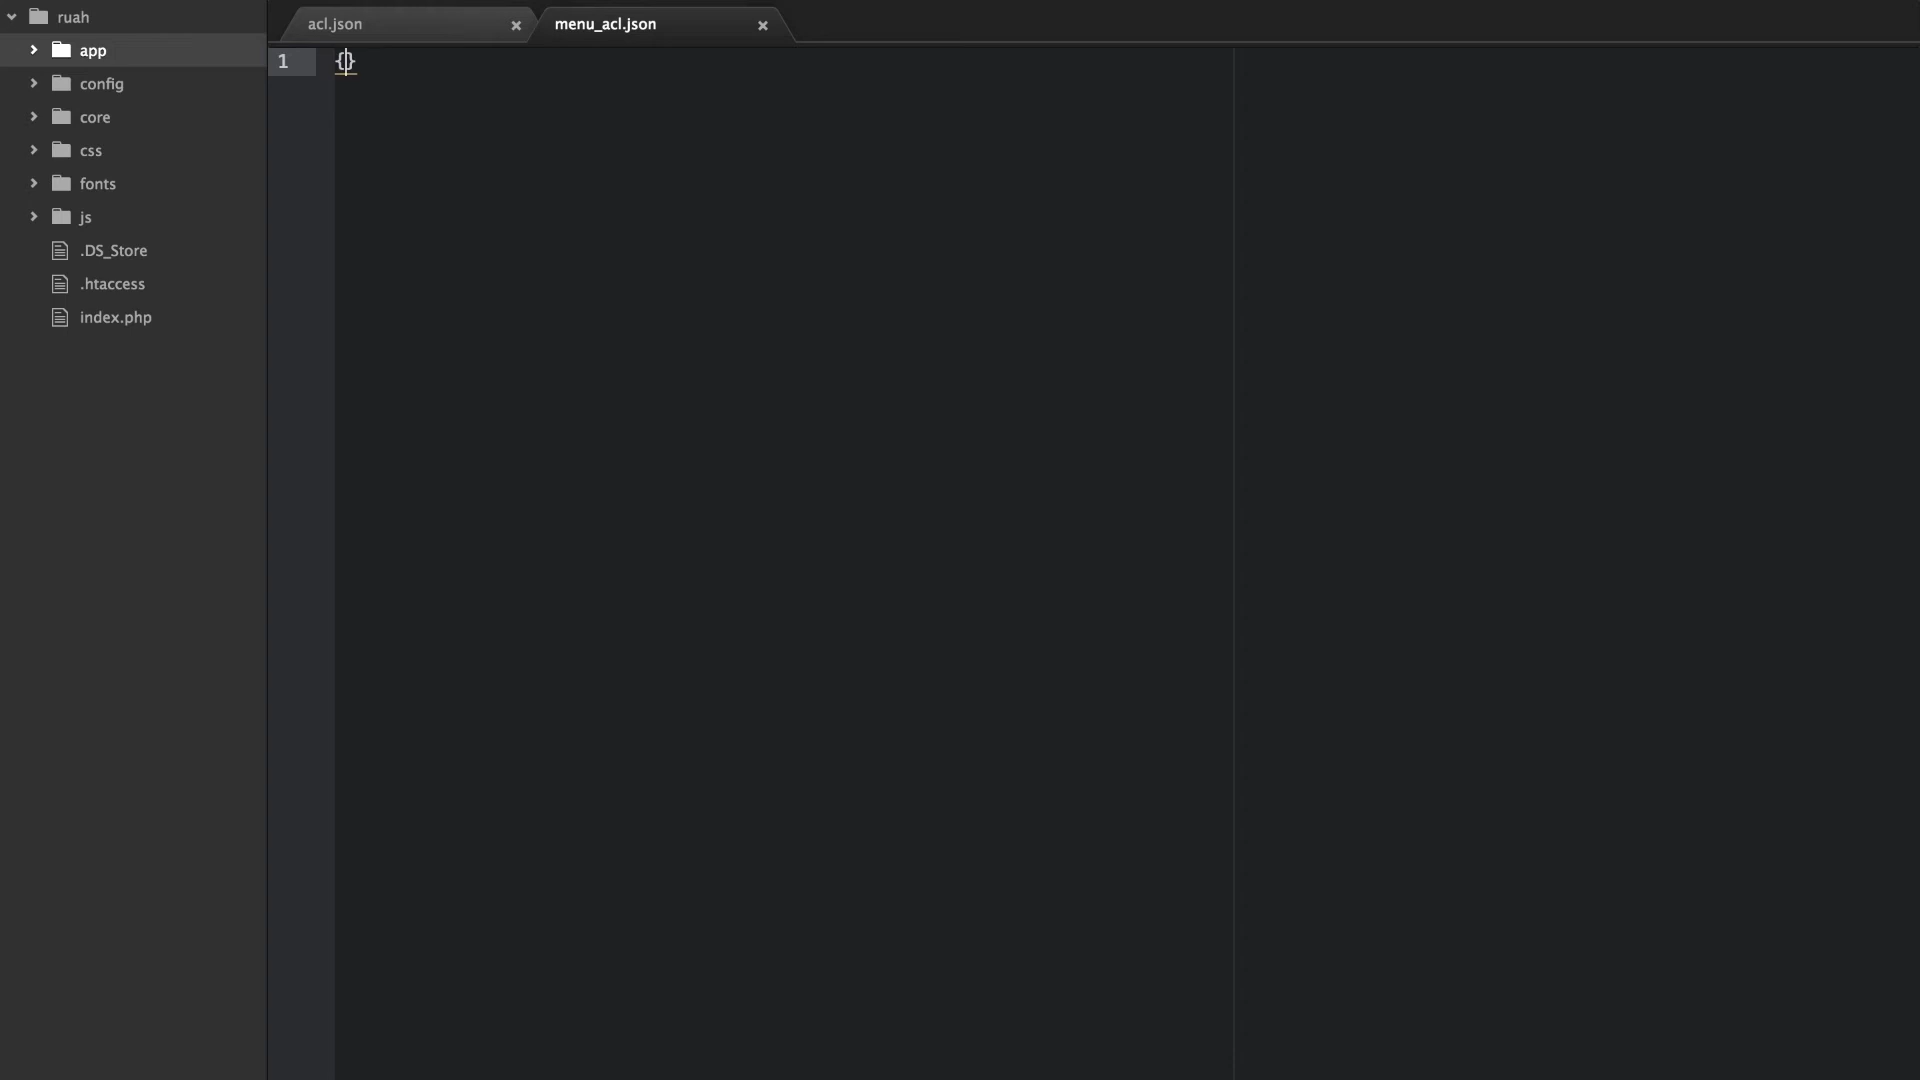 ruah
app
config
core
css
fonts
js
.DS_Store
.htaccess
index.php
acl.json
menu_acl.json
1
{}